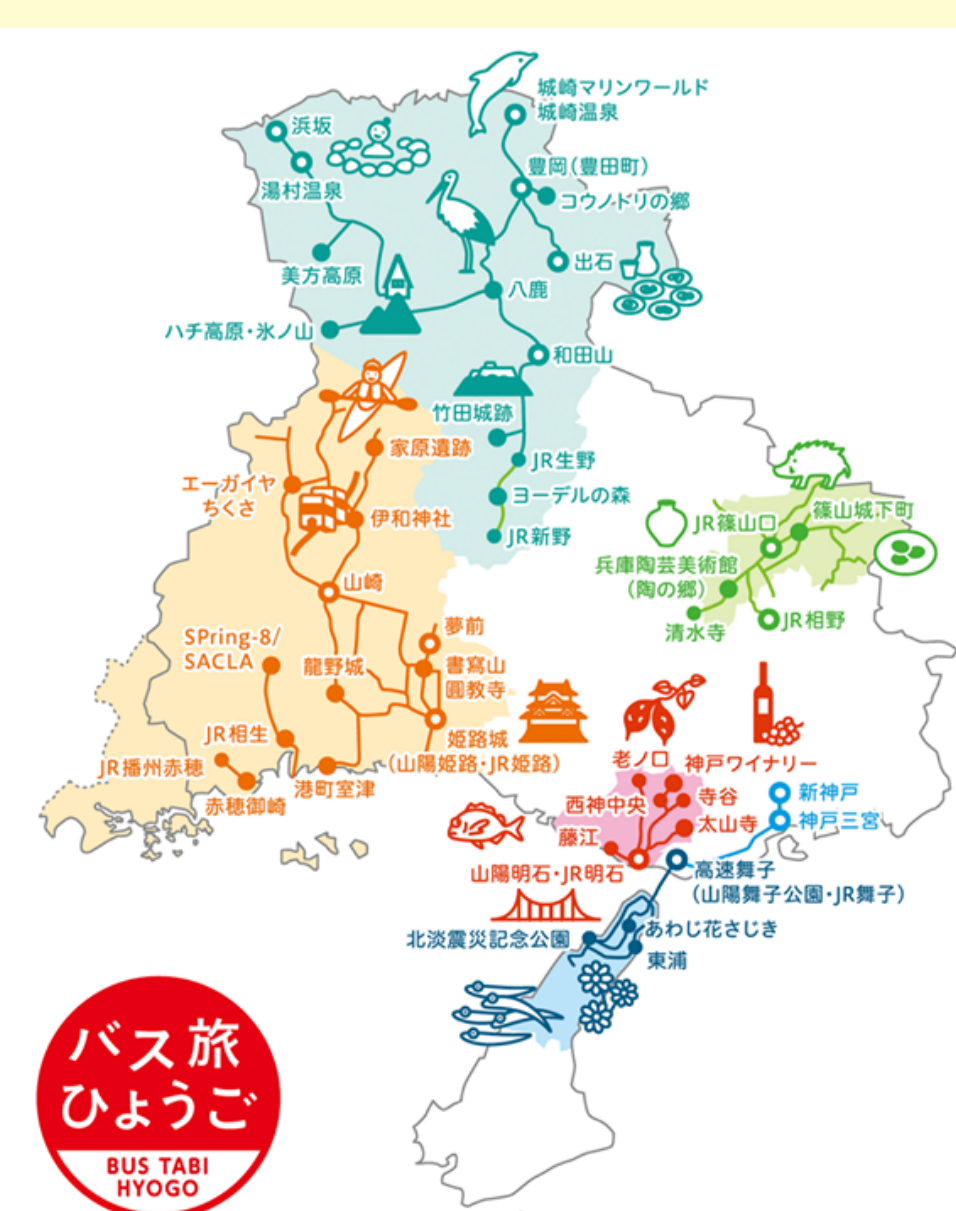 城崎マリンワールド
城崎温泉
浜坂
豊岡(豊田町)
湯村温泉
コウノトリの郷
美方高原
出石
八鹿
ハチ高原・氷ノ山
和田山
竹田城跡
家原遺跡
JR生野
エーガイヤ
ちくさ
ヨーデルの森
伊和神社
JR新野
JR篠山口
篠山城下町
兵庫陶芸美術館
(陶の郷)
山崎
清水寺
JR相野
夢前
SPring-8/
SACLA
龍野城
書寫山
圓教寺
JR相生
姫路城
(山陽姫路・JR姫路)
JR播州赤穂
港町室津
赤穂御崎
老ノ口
神戸ワイナリー
西神中央
寺谷
新神戸
太山寺
神戸三宮
藤江
山陽明石・JR明石
高速舞子
(山陽舞子公園・JR舞子)
あわじ花さじき
北淡震災記念公園
東浦
バス旅
ひょうご
BUS TABI
HYOGO